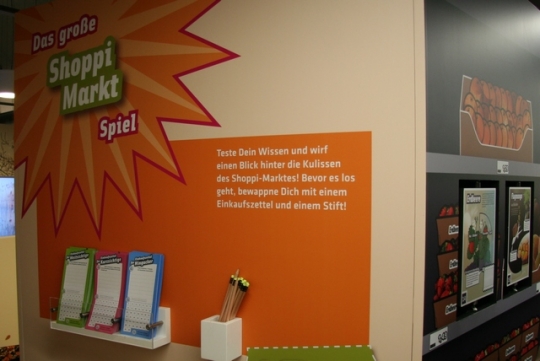 Das große
Shoppi
Markt
Spiel
Teste Dein Wissen und wirf
einen Blick hinter die Kulissen
des Shoppi-Marktes! Bevor es los
geht, bewappne Dich mit einem
Einkaufszettel und einem Stift!